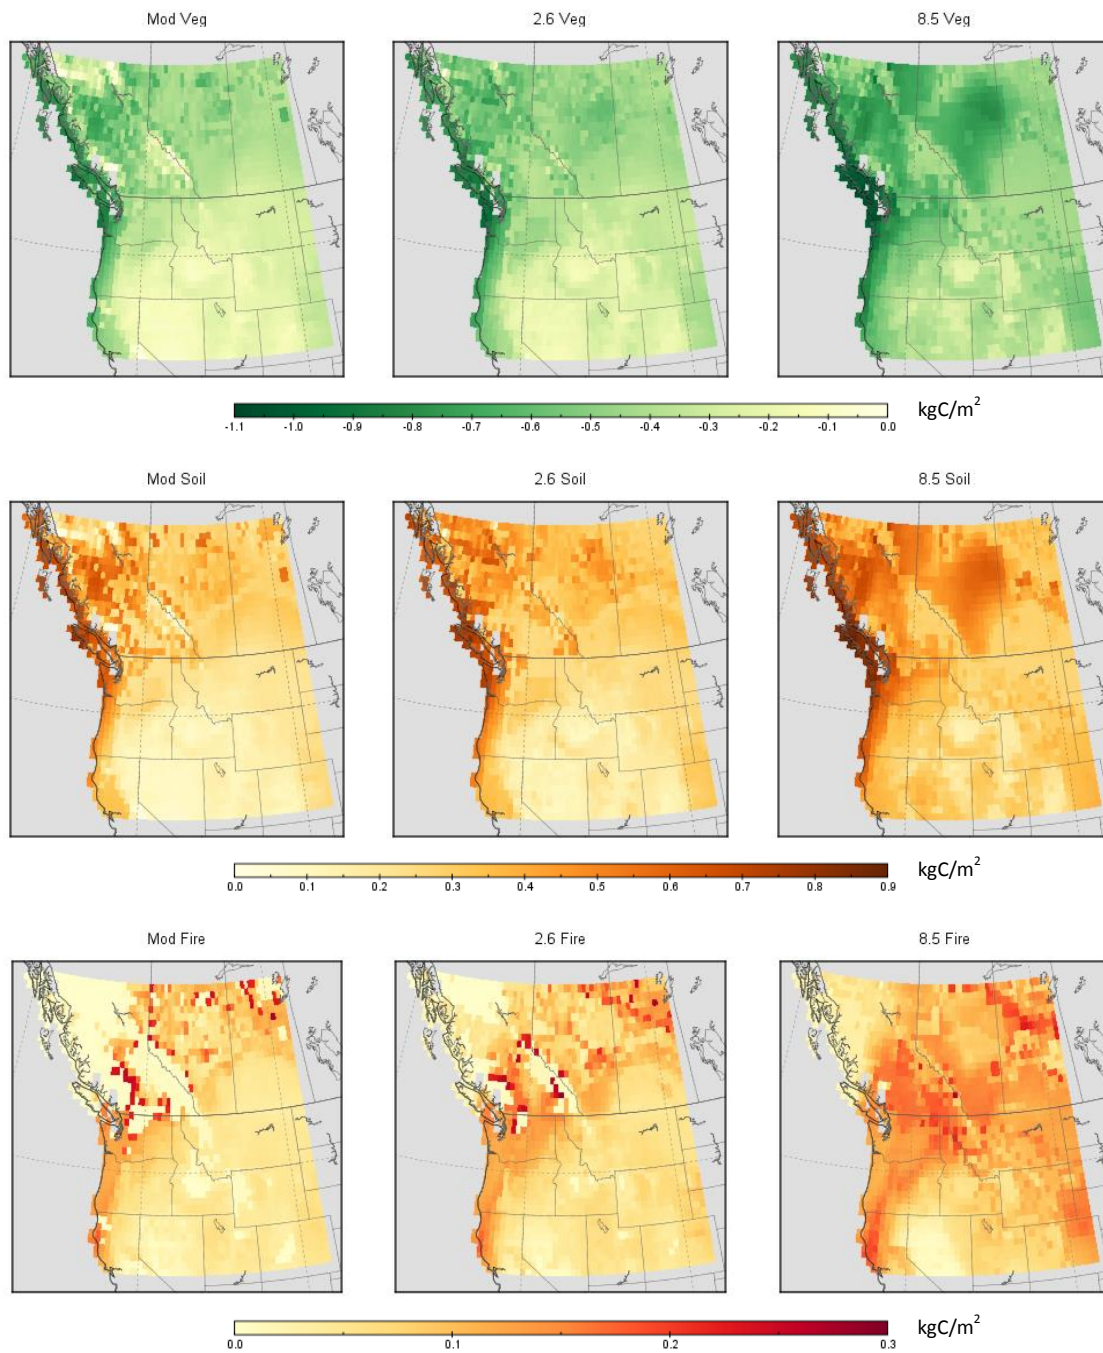 Mod Veg 2.6 Veg 8.5 Veg
kgC/m²
-1.1 -1.0 -0.9 -0.8 -0.7 -0.6 -0.5 -0.4 -0.3 -0.2 -0.1 0.0
Mod Soil 2.6 Soil 8.5 Soil
kgC/m²
0.0 0.1 0.2 0.3 0.4 0.5 0.6 0.7 0.8 0.9
Mod Fire 2.6 Fire 8.5 Fire
kgC/m²
0.0 0.1 0.2 0.3